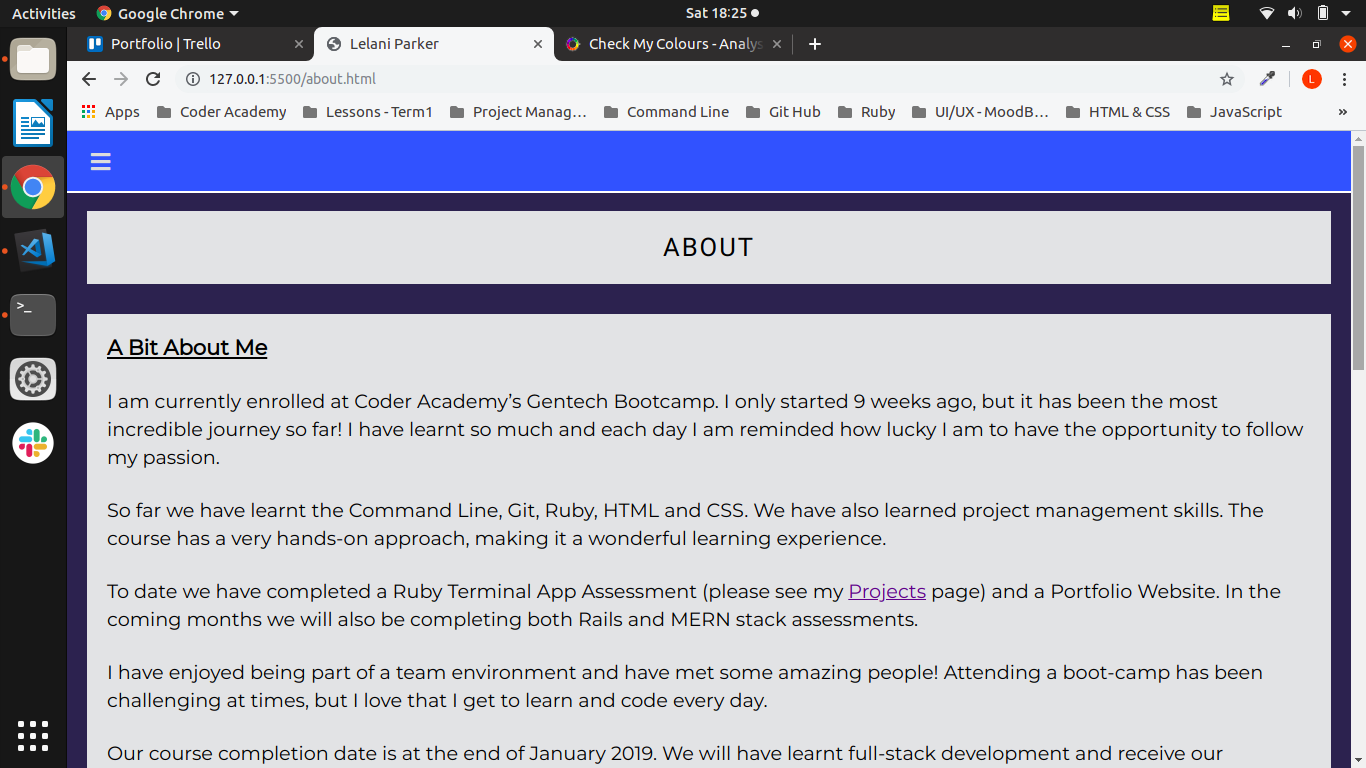 Activities Google Chrome Sat 18:25
Portfolio | Trello Lelani Parker Check My Colours - Analys
127.0.0.1:5500/about.html L
Apps Coder Academy Lessons - Term1 Project Manag… Command Line Git Hub Ruby UI/UX - MoodB… HTML & CSS JavaScript »
ABOUT
A Bit About Me
I am currently enrolled at Coder Academy’s Gentech Bootcamp. I only started 9 weeks ago, but it has been the most
incredible journey so far! I have learnt so much and each day I am reminded how lucky I am to have the opportunity to follow
my passion.
So far we have learnt the Command Line, Git, Ruby, HTML and CSS. We have also learned project management skills. The
course has a very hands-on approach, making it a wonderful learning experience.
To date we have completed a Ruby Terminal App Assessment (please see my Projects page) and a Portfolio Website. In the
coming months we will also be completing both Rails and MERN stack assessments.
I have enjoyed being part of a team environment and have met some amazing people! Attending a boot-camp has been
challenging at times, but I love that I get to learn and code every day.
Our course completion date is at the end of January 2019. We will have learnt full-stack development and receive our